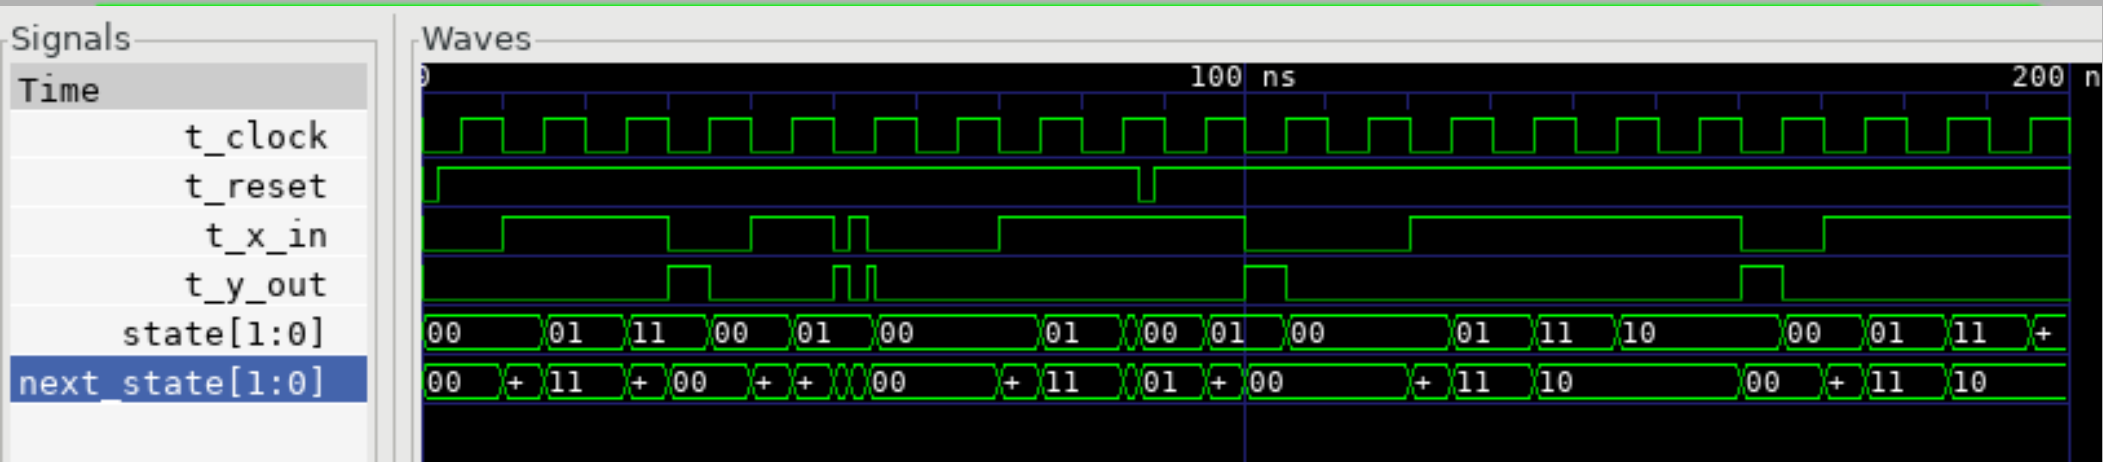 Signals Waves
Time 0 100 ns 200 n
t_clock
t_reset
t_x_in
t_y_out
state[1:0] 00 01 11 00 01 00 01 00 01 00 01 11 10 00 01 11 +
next_state[1:0] 00 + 11 + 00 + + 00 + 11 01 + 00 + 11 10 00 + 11 10